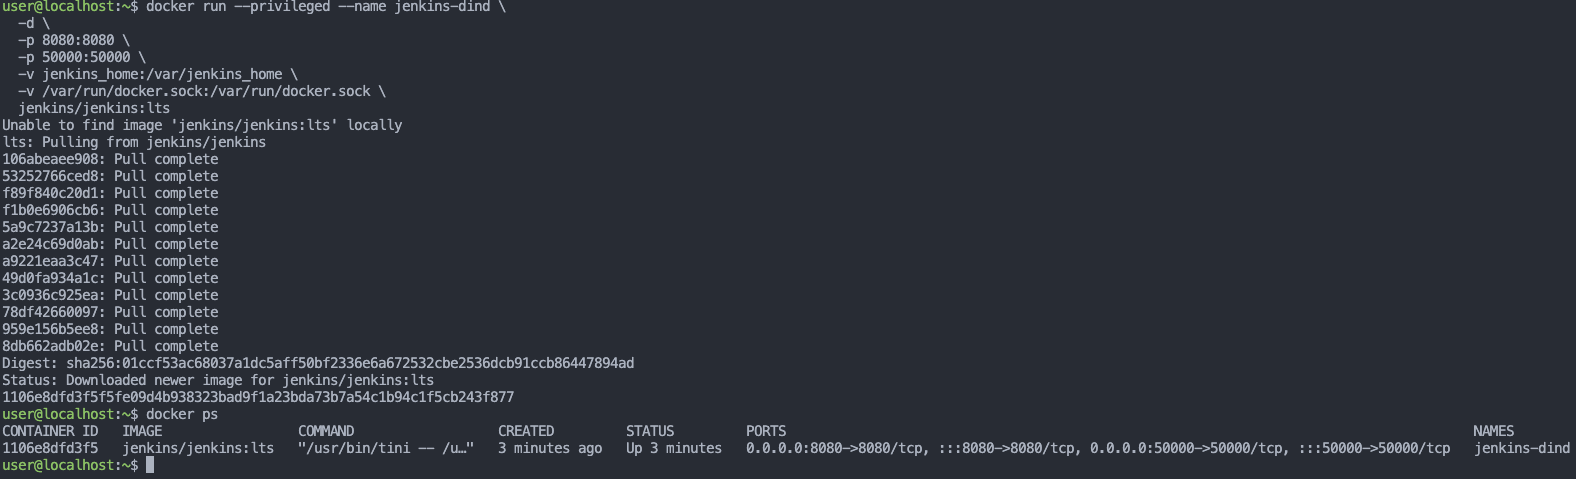 user@localhost:~$ docker run --privileged --name jenkins-dind \
-d \
-p 8080:8080 \
-p 50000:50000 \
-v jenkins_home:/var/jenkins_home \
-v /var/run/docker.sock:/var/run/docker.sock \
jenkins/jenkins:lts
Unable to find image 'jenkins/jenkins:lts' locally
lts: Pulling from jenkins/jenkins
106abeaee908: Pull complete
53252766ced8: Pull complete
f89f840c20d1: Pull complete
f1b0e6906cb6: Pull complete
5a9c7237a13b: Pull complete
a2e24c69d0ab: Pull complete
a9221eaa3c47: Pull complete
49d0fa934a1c: Pull complete
3c0936c925ea: Pull complete
78df42660097: Pull complete
959e156b5ee8: Pull complete
8db662adb02e: Pull complete
Digest: sha256:01ccf53ac68037a1dc5aff50bf2336e6a672532cbe2536dcb91ccb86447894ad
Status: Downloaded newer image for jenkins/jenkins:lts
1106e8dfd3f5f5fe09d4b938323bad9f1a23bda73b7a54c1b94c1f5cb243f877
user@localhost:~$ docker ps
CONTAINER ID   IMAGE                 COMMAND                  CREATED         STATUS         PORTS                                                                                      NAMES
1106e8dfd3f5   jenkins/jenkins:lts   "/usr/bin/tini -- /u…"   3 minutes ago   Up 3 minutes   0.0.0.0:8080->8080/tcp, :::8080->8080/tcp, 0.0.0.0:50000->50000/tcp, :::50000->50000/tcp   jenkins-dind
user@localhost:~$